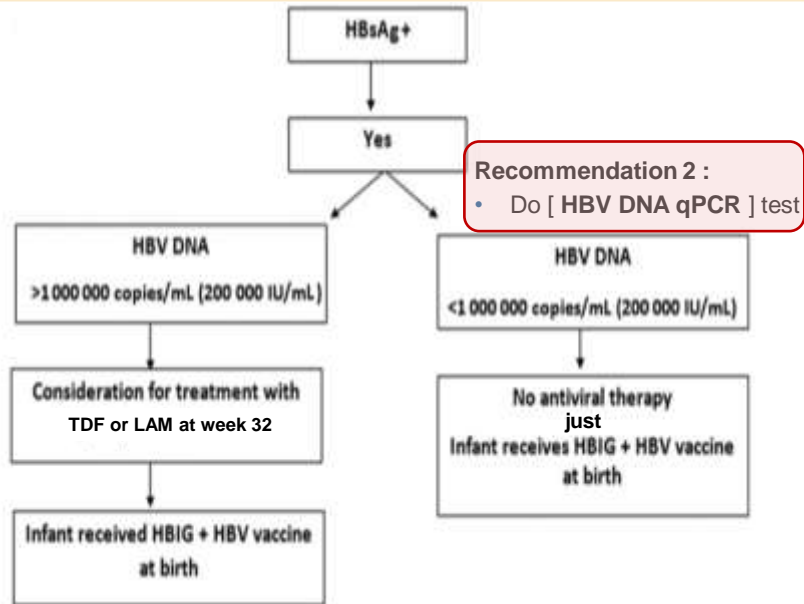 HBsAg+
Yes
Recommendation 2 :
• Do [ HBV DNA qPCR ] test
HBV DNA
>1 000 000 copies/mL (200 000 IU/mL)
HBV DNA
<1 000 000 copies/mL (200 000 IU/mL)
Consideration for treatment with
TDF or LAM at week 32
No antiviral therapy
just
Infant receives HBIG + HBV vaccine
at birth
Infant received HBIG + HBV vaccine
at birth